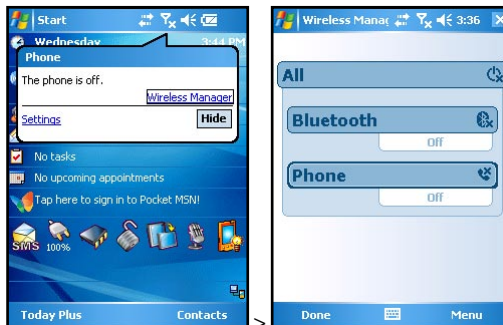 Start
Wednesday
3:44 PM
Phone
The phone is off.
Wireless Manager
Settings
Hide
No tasks
No upcoming appointments
Tap here to sign in to Pocket MSN!
SMS 100%
Today Plus Contacts
>
Wireless Manag 3:36
All
Bluetooth
Off
Phone
Off
Done Menu